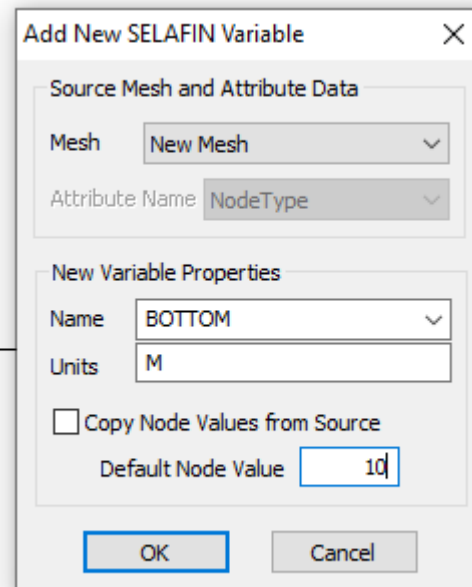 Add New SELAFIN Variable
Source Mesh and Attribute Data
Mesh New Mesh
Attribute Name NodeType
New Variable Properties
Name BOTTOM
Units M
Copy Node Values from Source
Default Node Value 10
OK Cancel